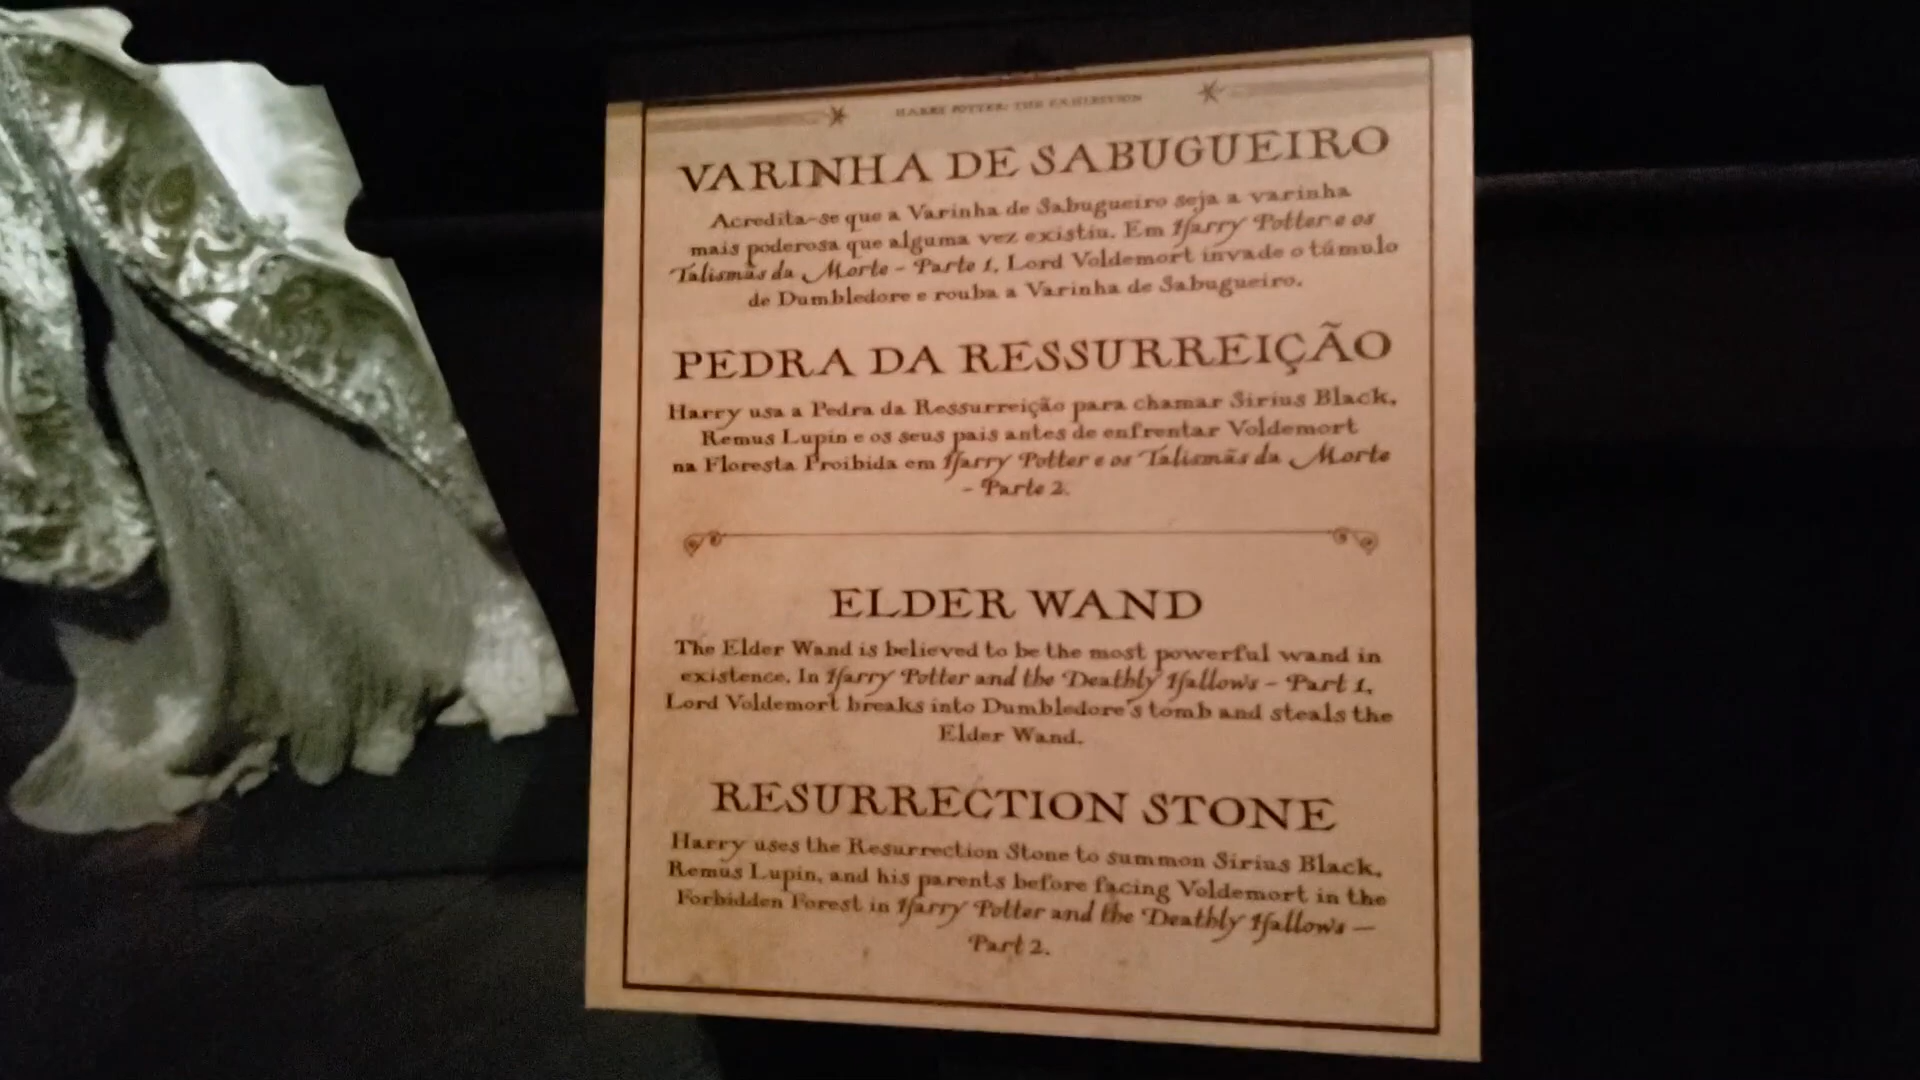 HARRY POTTER: THE EXHIBITION
VARINHA DE SABUGUEIRO
Acredita-se que a Varinha de Sabugueiro seja a varinha
mais poderosa que alguma vez existiu. Em Harry Potter e os
Talismãs da Morte - Parte 1, Lord Voldemort invade o túmulo
de Dumbledore e rouba a Varinha de Sabugueiro.
PEDRA DA RESSURREIÇÃO
Harry usa a Pedra da Ressurreição para chamar Sirius Black,
Remus Lupin e os seus pais antes de enfrentar Voldemort
na Floresta Proibida em Harry Potter e os Talismãs da Morte
- Parte 2.
ELDER WAND
The Elder Wand is believed to be the most powerful wand in
existence. In Harry Potter and the Deathly Hallows - Part 1,
Lord Voldemort breaks into Dumbledore's tomb and steals the
Elder Wand.
RESURRECTION STONE
Harry uses the Resurrection Stone to summon Sirius Black,
Remus Lupin, and his parents before facing Voldemort in the
Forbidden Forest in Harry Potter and the Deathly Hallows —
Part 2.